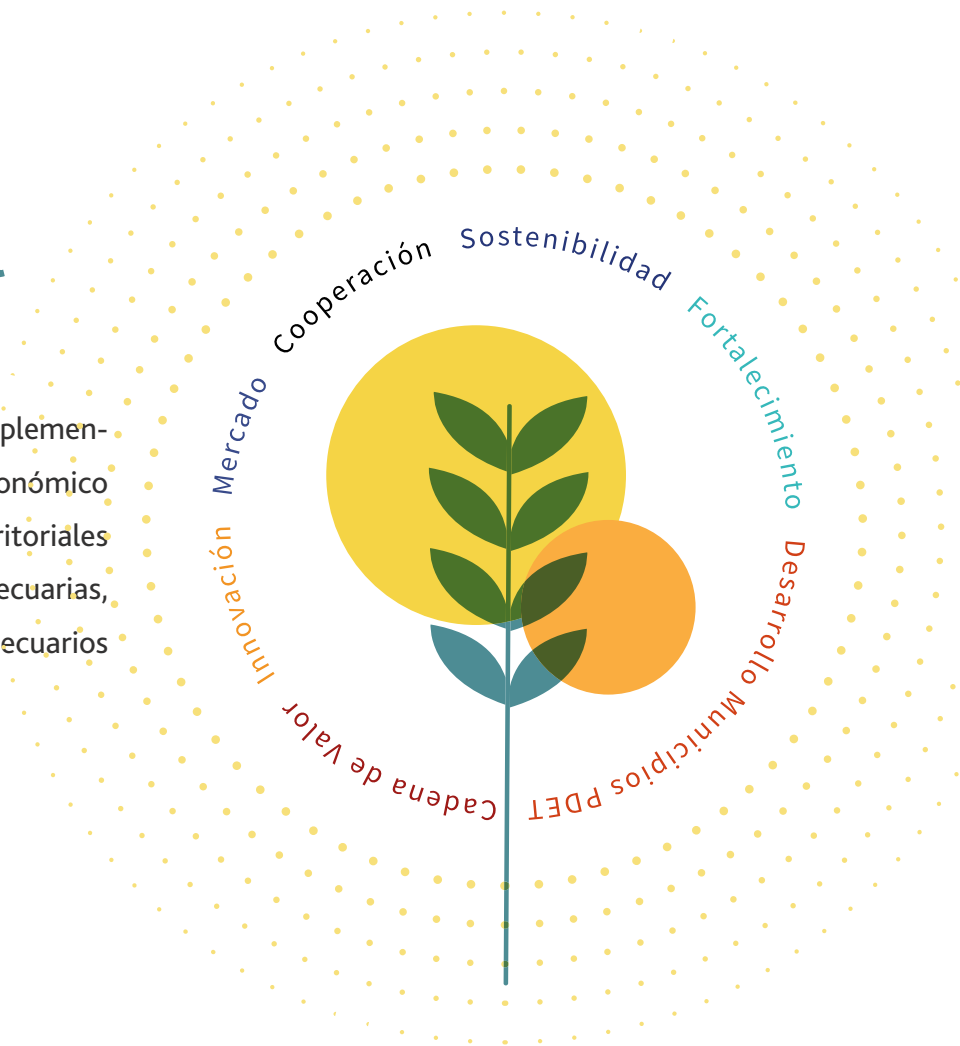 plemen-
onómico
ritoriales
ecuarias,
ecuarios
Sostenibilidad
Fortalecimiento
Desarrollo Municipios PDET
Cadena de Valor
Innovación
Mercado
Cooperación